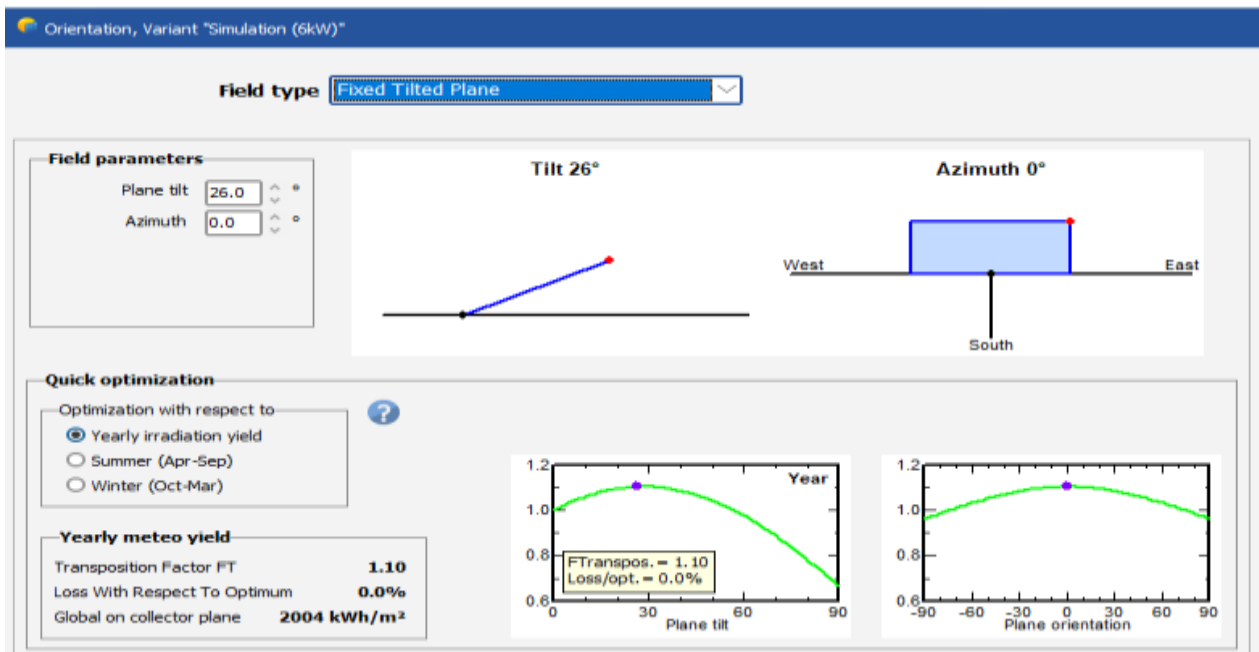 Orientation, Variant "Simulation (6kW)"
Field type Fixed Tilted Plane
Field parameters
Plane tilt 26.0 °
Azimuth 0.0 °
Tilt 26°
Azimuth 0°
West
East
South
Quick optimization
Optimization with respect to
Yearly irradiation yield
Summer (Apr-Sep)
Winter (Oct-Mar)
?
Yearly meteo yield
Transposition Factor FT 1.10
Loss With Respect To Optimum 0.0%
Global on collector plane 2004 kWh/m²
1.2
1.0
0.8
0.6
Year
FTranspos. = 1.10
Loss/opt. = 0.0%
0 30 60 90
Plane tilt
1.2
1.0
0.8
0.6
-90 -60 -30 0 30 60 90
Plane orientation